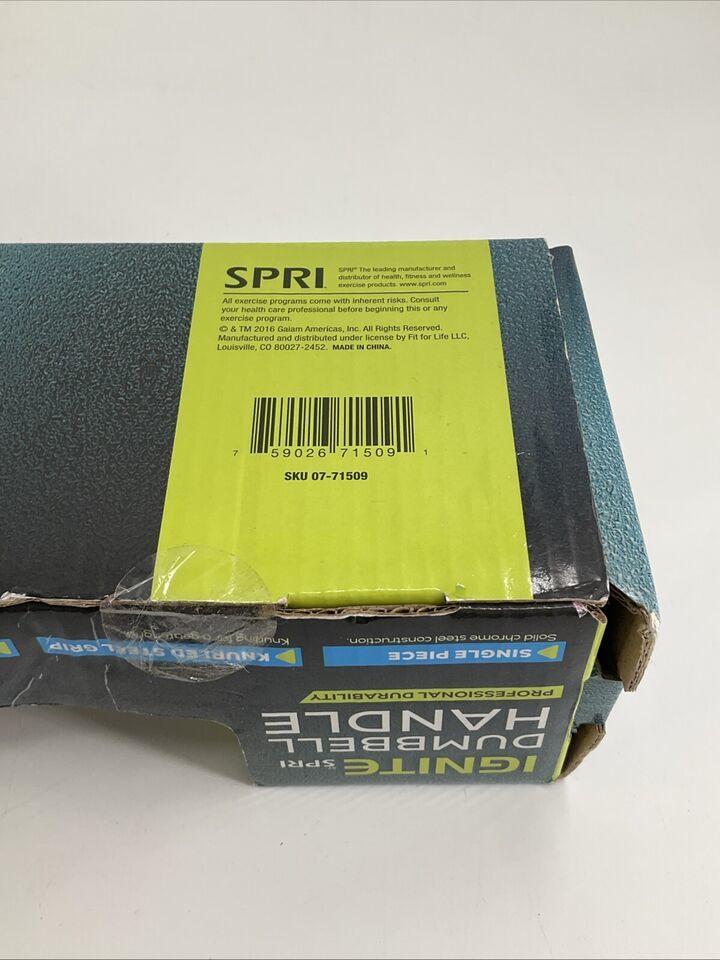 SPRI
SPRI® The leading manufacturer and
distributor of health, fitness and wellness
exercise products. www.spri.com
All exercise programs come with inherent risks. Consult
your health care professional before beginning this or any
exercise program.
© & TM 2016 Gaiam Americas, Inc. All Rights Reserved.
Manufactured and distributed under license by Fit for Life LLC,
Louisville, CO 80027-2452. MADE IN CHINA.
7 59026 71509 1
SKU 07-71509
IGNITE
SPRI
DUMBBELL
HANDLE
PROFESSIONAL DURABILITY
SINGLE PIECE
Solid chrome steel construction.
KNURLED STEEL GRIP
Knurling for a